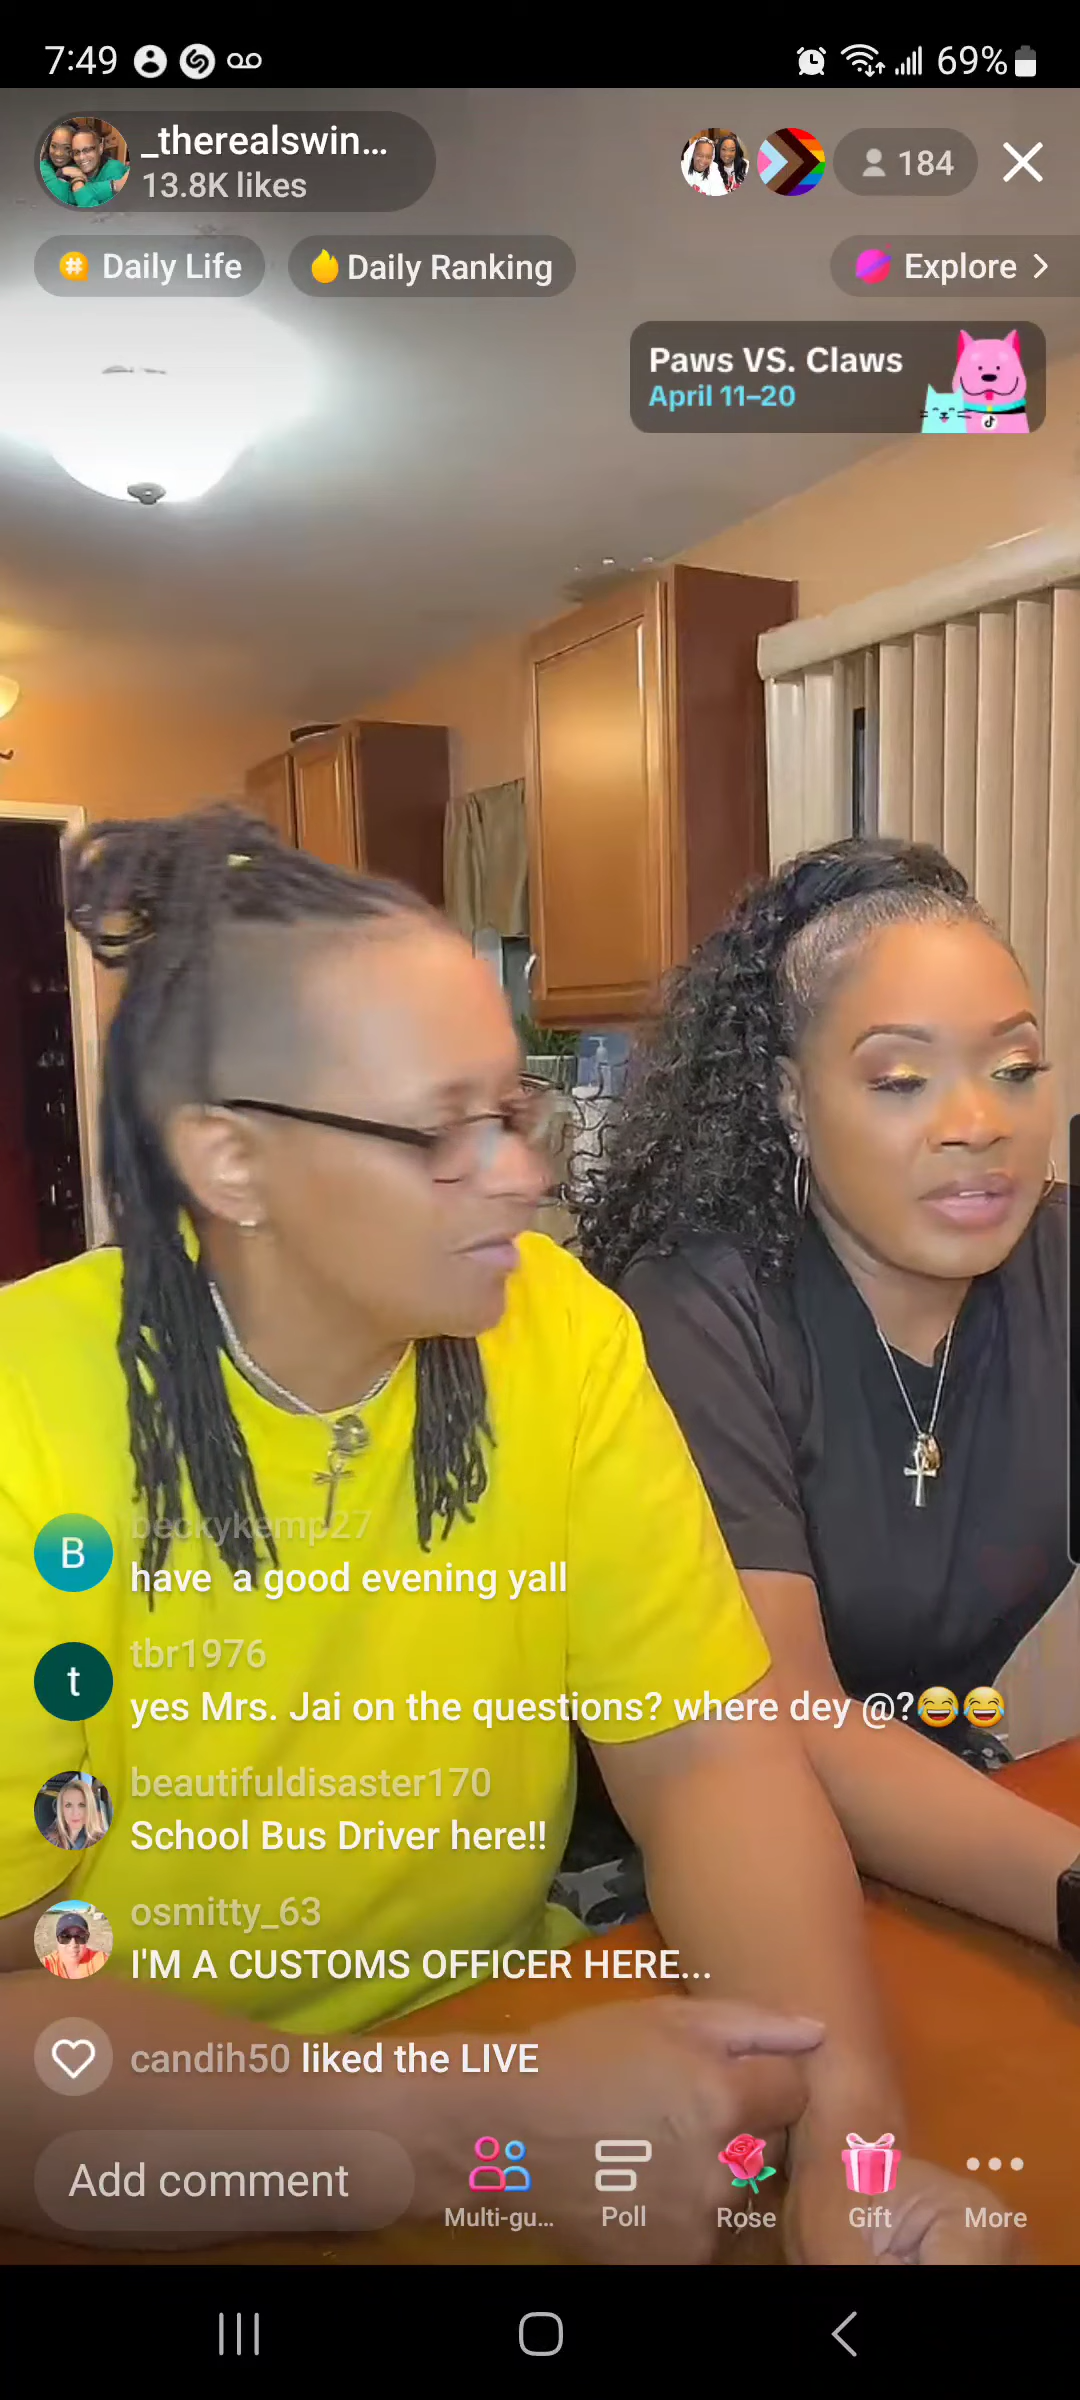 7:49
69%
_therealswin...
13.8K likes
184
Daily Life
Daily Ranking
Explore
Paws VS. Claws
April 11–20
beckykemp27
have a good evening yall
tbr1976
yes Mrs. Jai on the questions? where dey @?😂😂
beautifuldisaster170
School Bus Driver here!!
osmitty_63
I'M A CUSTOMS OFFICER HERE...
candih50 liked the LIVE
Add comment
Multi-gu...
Poll
Rose
Gift
More
B
t